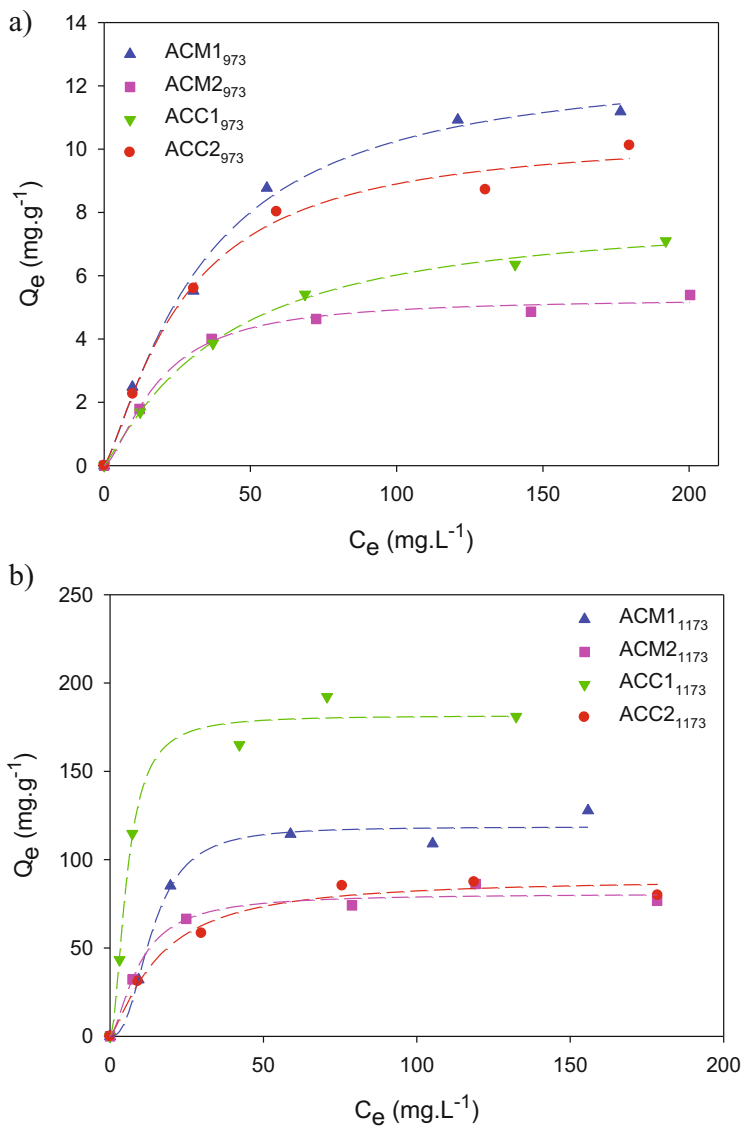 a)
14
12
10
8
6
4
2
0
Qe (mg.g-1)
ACM1973
ACM2973
ACC1973
ACC2973
0 50 100 150 200
Ce (mg.L-1)
b)
250
200
150
100
50
0
Qe (mg.g-1)
ACM11173
ACM21173
ACC11173
ACC21173
0 50 100 150 200
Ce (mg.L-1)